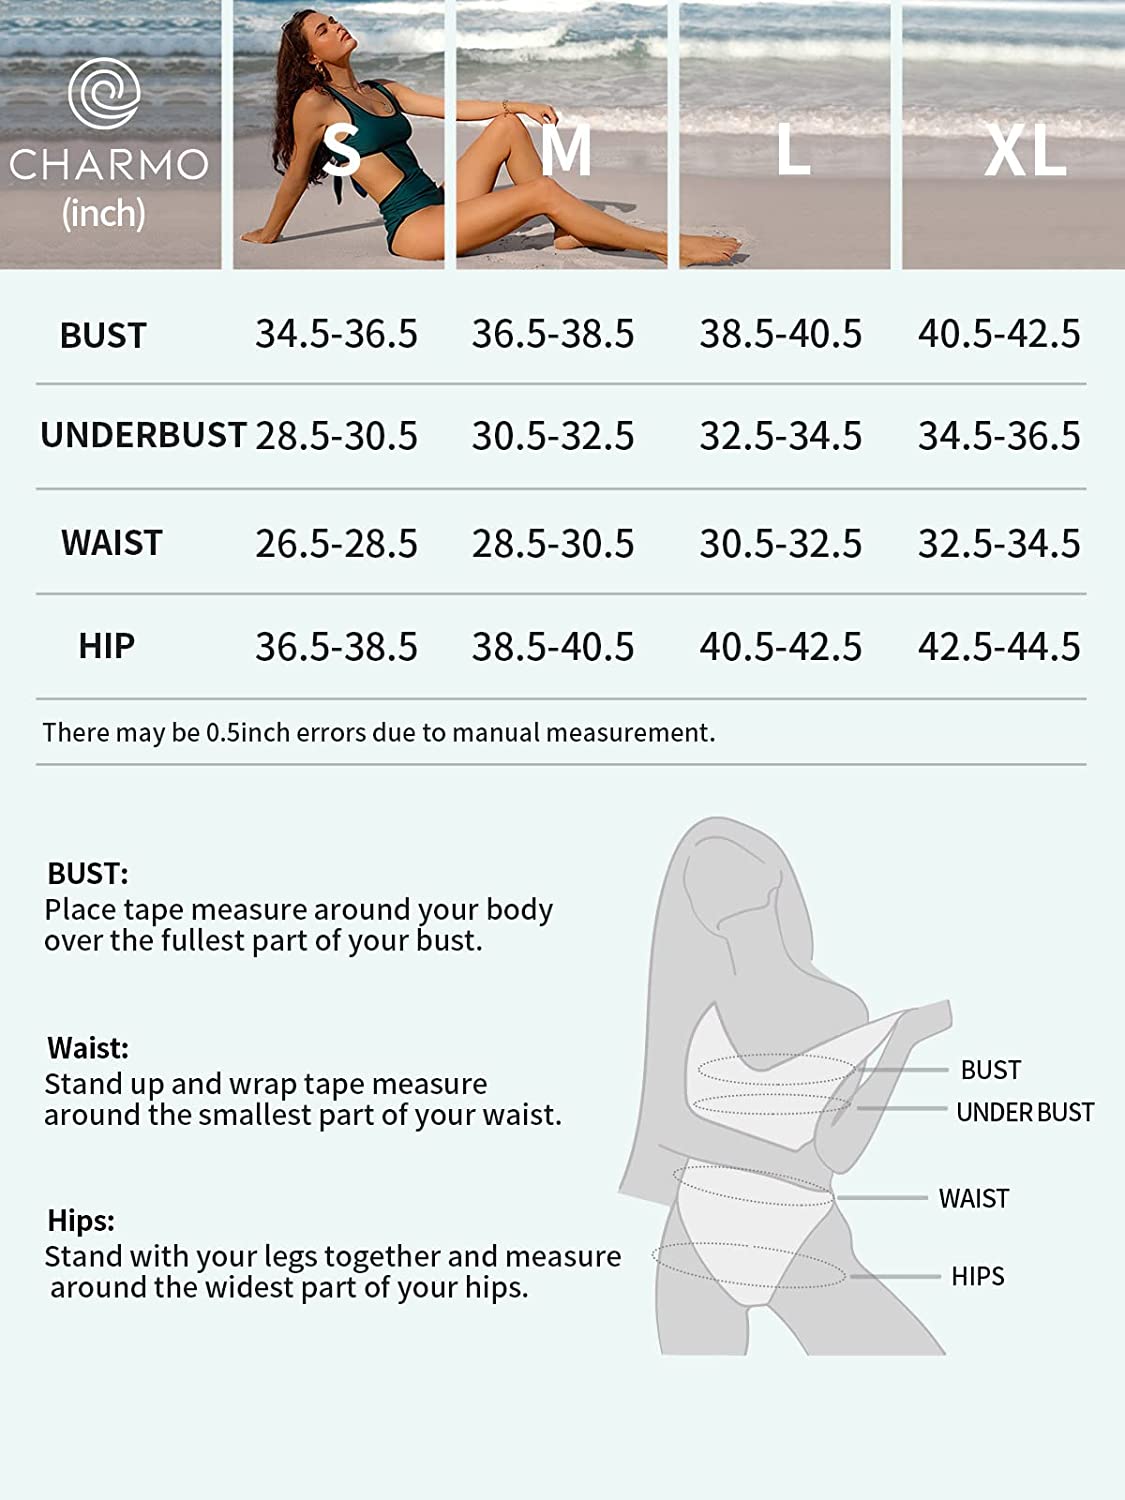 CHARMO
(inch)
S M L XL
BUST 34.5-36.5 36.5-38.5 38.5-40.5 40.5-42.5
UNDERBUST 28.5-30.5 30.5-32.5 32.5-34.5 34.5-36.5
WAIST 26.5-28.5 28.5-30.5 30.5-32.5 32.5-34.5
HIP 36.5-38.5 38.5-40.5 40.5-42.5 42.5-44.5
There may be 0.5inch errors due to manual measurement.
BUST:
Place tape measure around your body
over the fullest part of your bust.
Waist:
Stand up and wrap tape measure
around the smallest part of your waist.
Hips:
Stand with your legs together and measure
around the widest part of your hips.
BUST
UNDER BUST
WAIST
HIPS